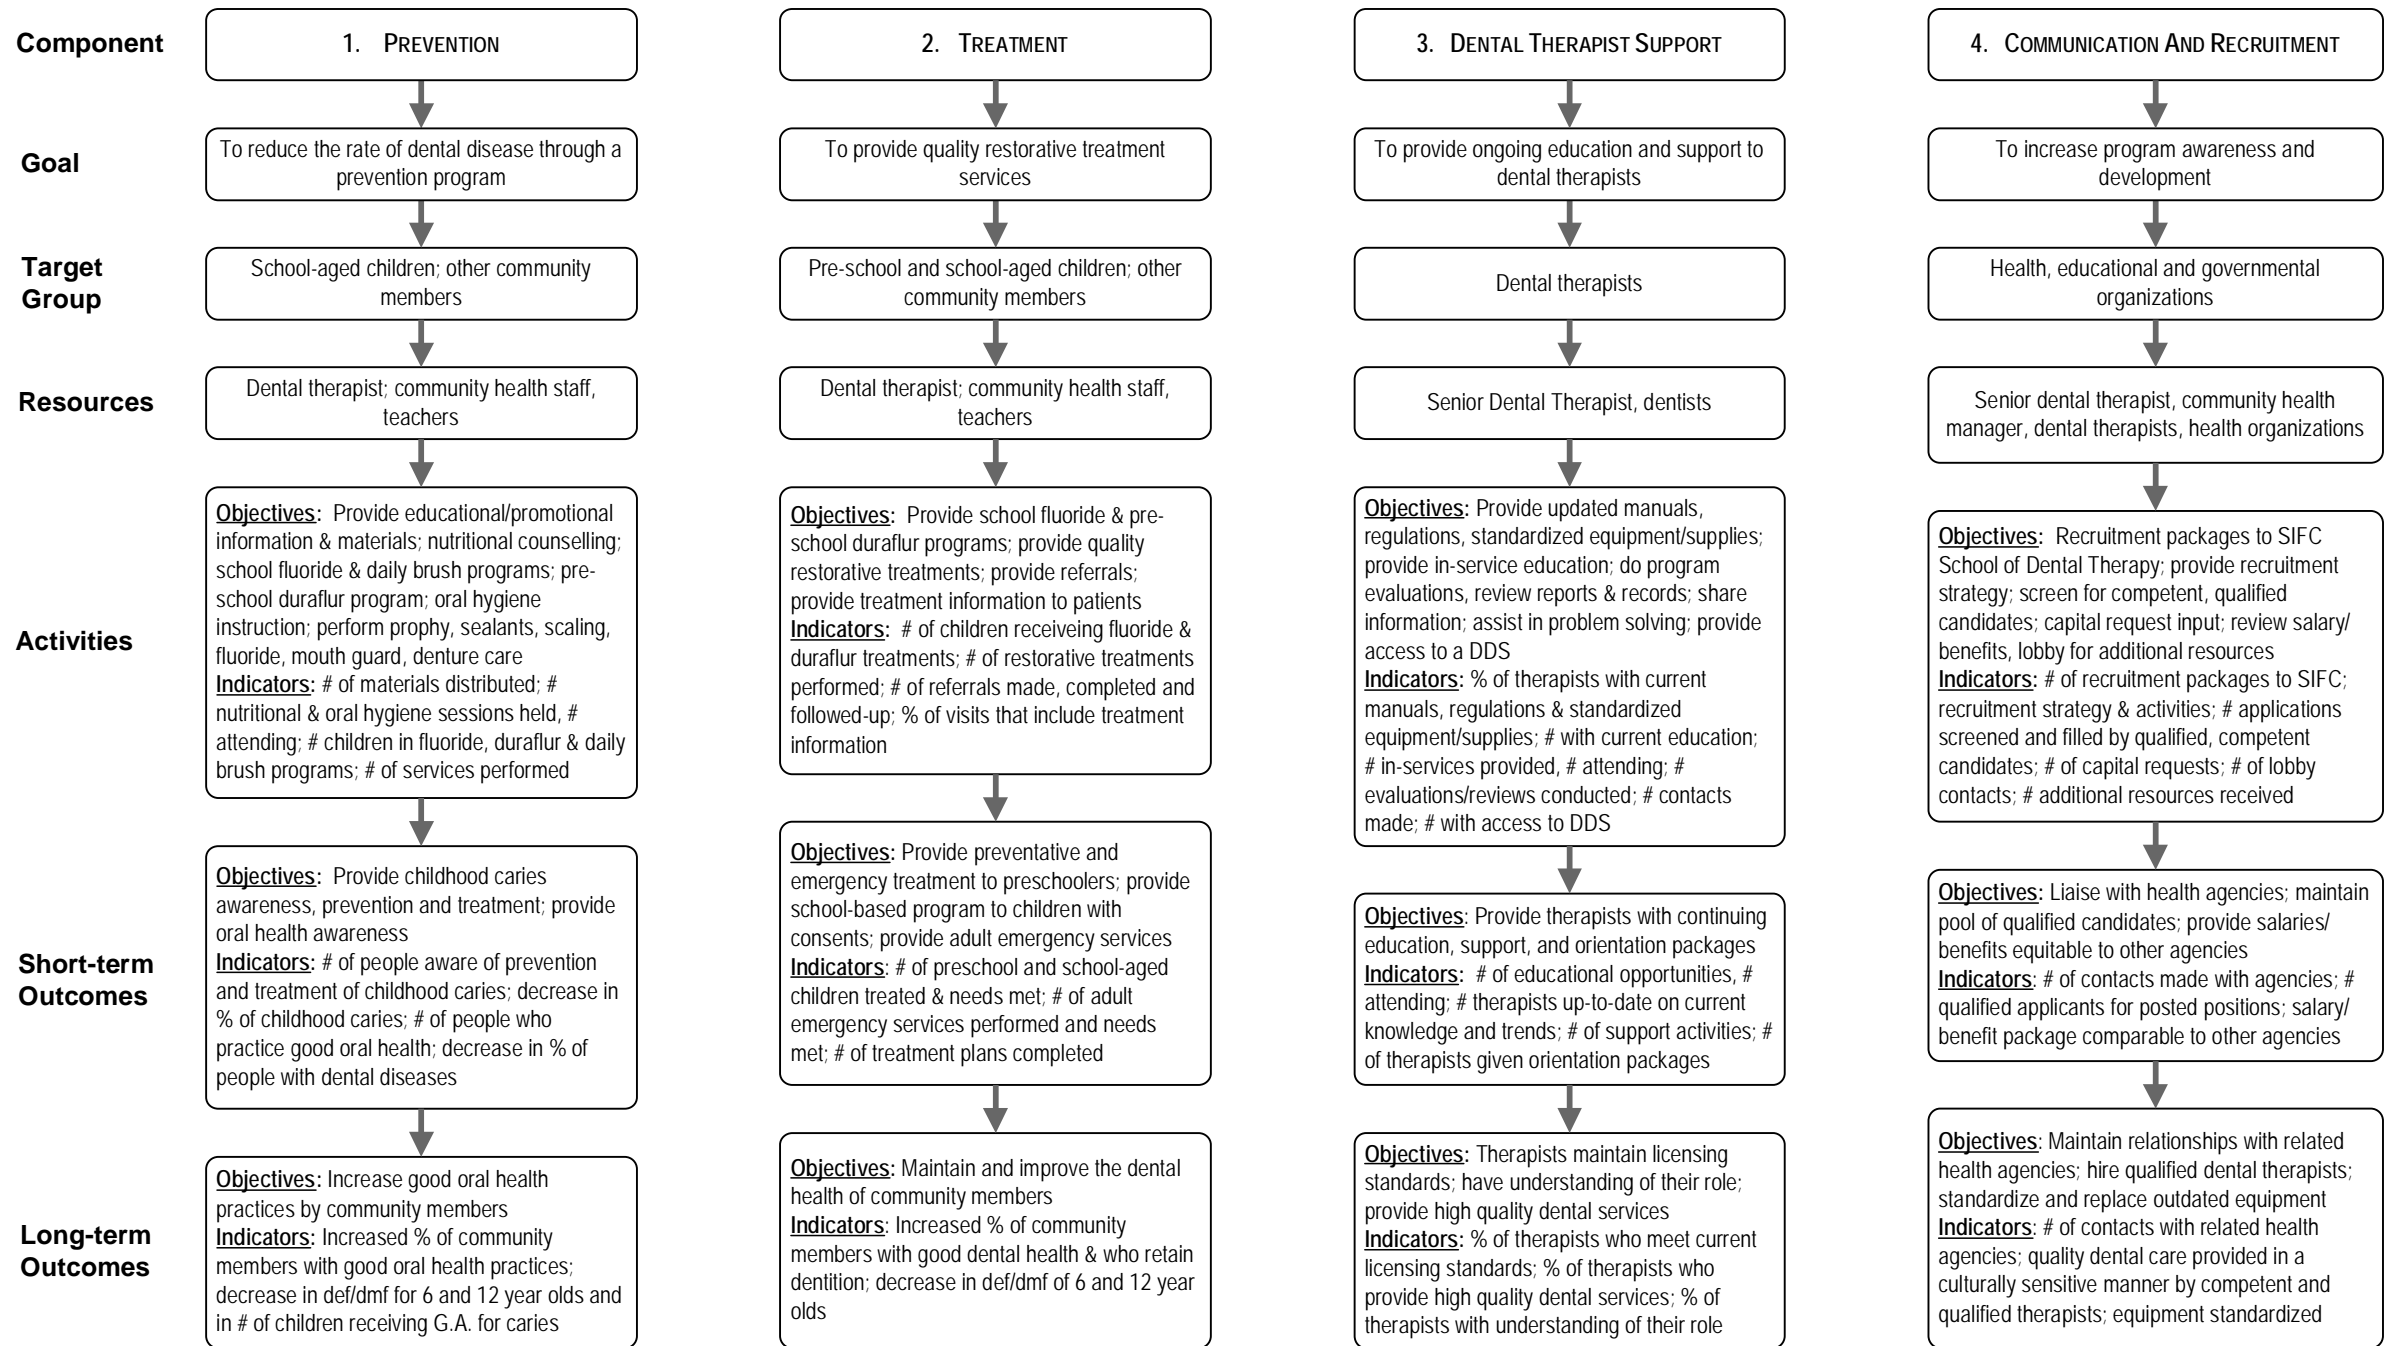 Component
1. PREVENTION
2. TREATMENT
3. DENTAL THERAPIST SUPPORT
4. COMMUNICATION AND RECRUITMENT
Goal
To reduce the rate of dental disease through a
prevention program
To provide quality restorative treatment
services
To provide ongoing education and support to
dental therapists
To increase program awareness and
development
Target
Group
School-aged children; other community
members
Pre-school and school-aged children; other
community members
Dental therapists
Health, educational and governmental
organizations
Resources
Dental therapist; community health staff,
teachers
Dental therapist; community health staff,
teachers
Senior Dental Therapist, dentists
Senior dental therapist, community health
manager, dental therapists, health organizations
Activities
Objectives: Provide educational/promotional
information & materials; nutritional counselling;
school fluoride & daily brush programs; pre-
school duraflur program; oral hygiene
instruction; perform prophy, sealants, scaling,
fluoride, mouth guard, denture care
Indicators: # of materials distributed; #
nutritional & oral hygiene sessions held, #
attending; # children in fluoride, duraflur & daily
brush programs; # of services performed
Objectives: Provide school fluoride & pre-
school duraflur programs; provide quality
restorative treatments; provide referrals;
provide treatment information to patients
Indicators: # of children receiveing fluoride &
duraflur treatments; # of restorative treatments
performed; # of referrals made, completed and
followed-up; % of visits that include treatment
information
Objectives: Provide updated manuals,
regulations, standardized equipment/supplies;
provide in-service education; do program
evaluations, review reports & records; share
information; assist in problem solving; provide
access to a DDS
Indicators: % of therapists with current
manuals, regulations & standardized
equipment/supplies; # with current education;
# in-services provided, # attending; #
evaluations/reviews conducted; # contacts
made; # with access to DDS
Objectives: Recruitment packages to SIFC
School of Dental Therapy; provide recruitment
strategy; screen for competent, qualified
candidates; capital request input; review salary/
benefits, lobby for additional resources
Indicators: # of recruitment packages to SIFC;
recruitment strategy & activities; # applications
screened and filled by qualified, competent
candidates; # of capital requests; # of lobby
contacts; # additional resources received
Short-term
Outcomes
Objectives: Provide childhood caries
awareness, prevention and treatment; provide
oral health awareness
Indicators: # of people aware of prevention
and treatment of childhood caries; decrease in
% of childhood caries; # of people who
practice good oral health; decrease in % of
people with dental diseases
Objectives: Provide preventative and
emergency treatment to preschoolers; provide
school-based program to children with
consents; provide adult emergency services
Indicators: # of preschool and school-aged
children treated & needs met; # of adult
emergency services performed and needs
met; # of treatment plans completed
Objectives: Provide therapists with continuing
education, support, and orientation packages
Indicators: # of educational opportunities, #
attending; # therapists up-to-date on current
knowledge and trends; # of support activities; #
of therapists given orientation packages
Objectives: Liaise with health agencies; maintain
pool of qualified candidates; provide salaries/
benefits equitable to other agencies
Indicators: # of contacts made with agencies; #
qualified applicants for posted positions; salary/
benefit package comparable to other agencies
Long-term
Outcomes
Objectives: Increase good oral health
practices by community members
Indicators: Increased % of community
members with good oral health practices;
decrease in def/dmf for 6 and 12 year olds and
in # of children receiving G.A. for caries
Objectives: Maintain and improve the dental
health of community members
Indicators: Increased % of community
members with good dental health & who retain
dentition; decrease in def/dmf of 6 and 12 year
olds
Objectives: Therapists maintain licensing
standards; have understanding of their role;
provide high quality dental services
Indicators: % of therapists who meet current
licensing standards; % of therapists who
provide high quality dental services; % of
therapists with understanding of their role
Objectives: Maintain relationships with related
health agencies; hire qualified dental therapists;
standardize and replace outdated equipment
Indicators: # of contacts with related health
agencies; quality dental care provided in a
culturally sensitive manner by competent and
qualified therapists; equipment standardized